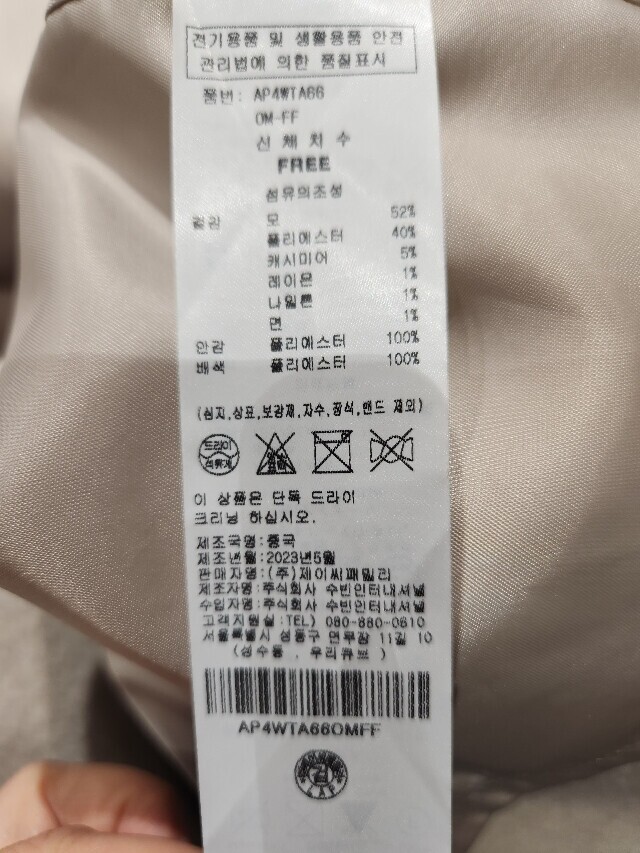 전기용품 및 생활용품 안전
관리법에 의한 품질표시
품번: AP4WTA66
OM-FF
신 체 치 수
FREE
섬유의조성
겉감 모 52%
폴리에스터 40%
캐시미어 5%
레이온 1%
나일론 1%
면 1%
안감 폴리에스터 100%
배색 폴리에스터 100%
(심지,상표,보강제,자수,장식,밴드 제외)
드라이
석유계
염소
이 상품은 단독 드라이
크리닝 하십시오.
제조국명:중국
제조년월:2023년5월
판매자명:(주)제이씨패밀리
제조자명:주식회사 수빈인터내셔널
수입자명:주식회사 수빈인터내셔널
고객지원실:TEL) 080-880-0610
서울특별시 성동구 연무장 11길 10
(성수동 , 우리큐브 )
AP4WTA66OMFF